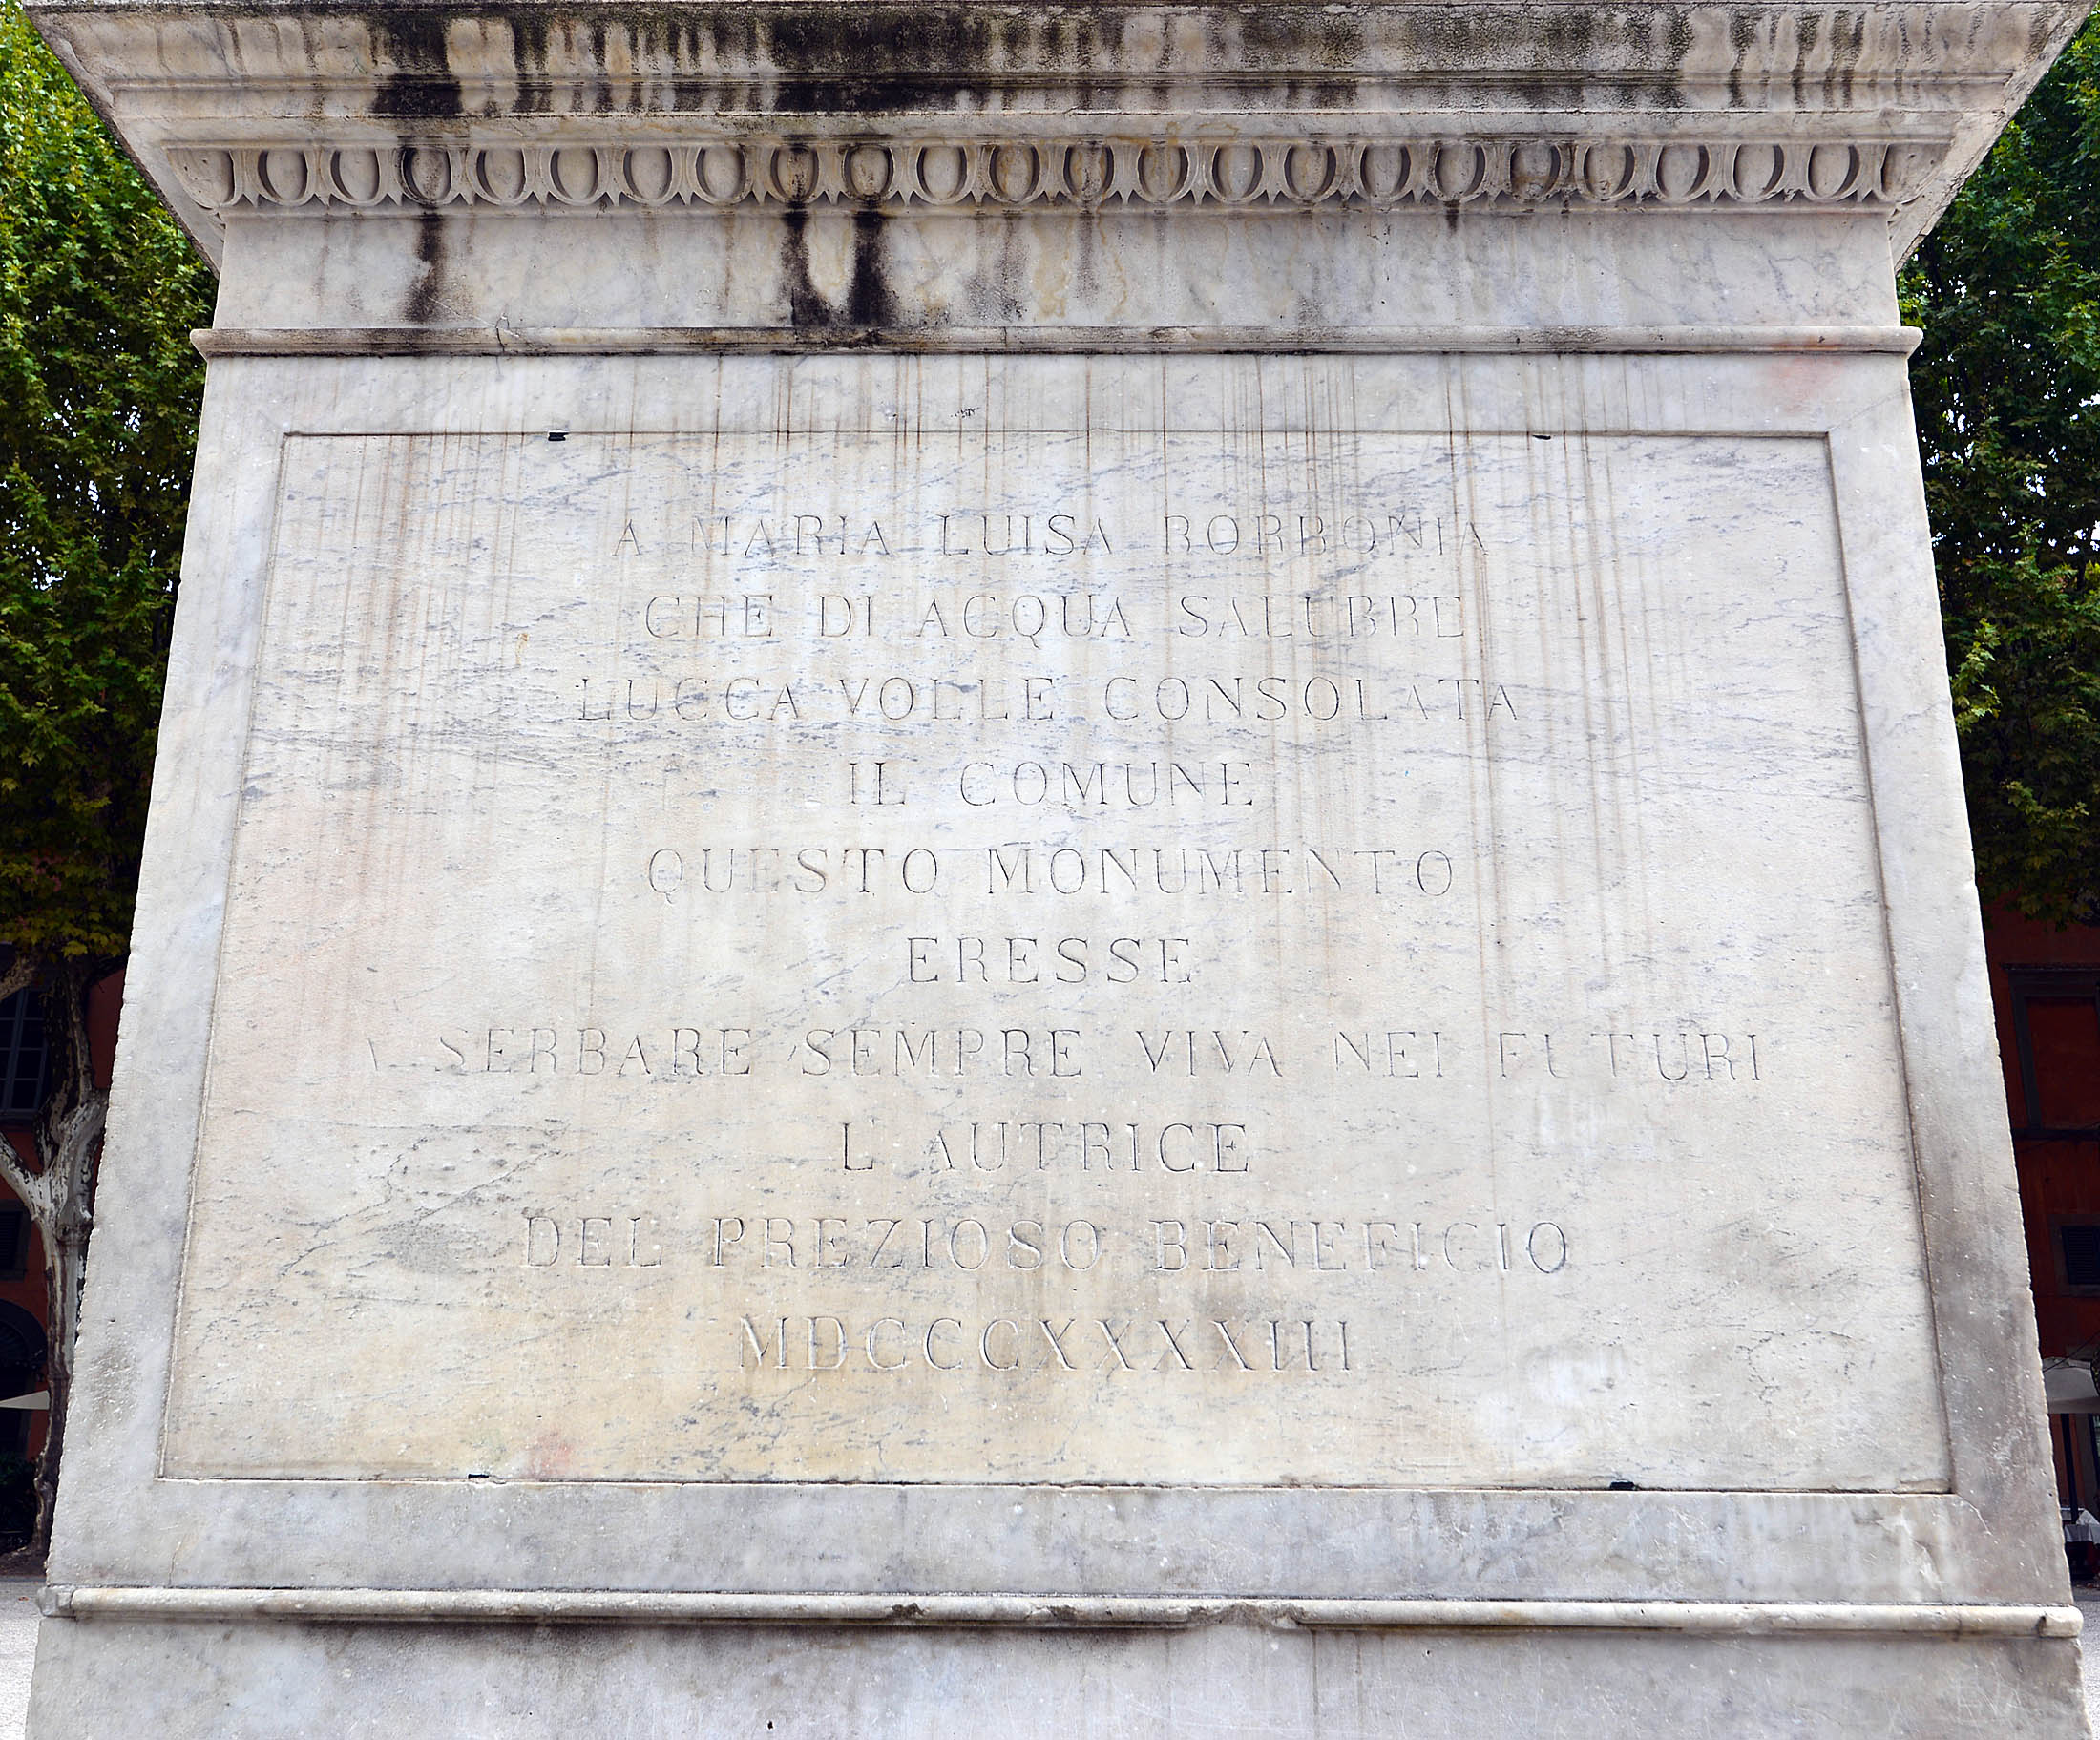 A MARIA LUISA BORBONIA
CHE DI ACQUA SALUBRE
LUCCA VOLLE CONSOLATA
IL COMUNE
QUESTO MONUMENTO
ERESSE
A SERBARE SEMPRE VIVA NEI FUTURI
L'AUTRICE
DEL PREZIOSO BENEFICIO
MDCCCXXXXIII